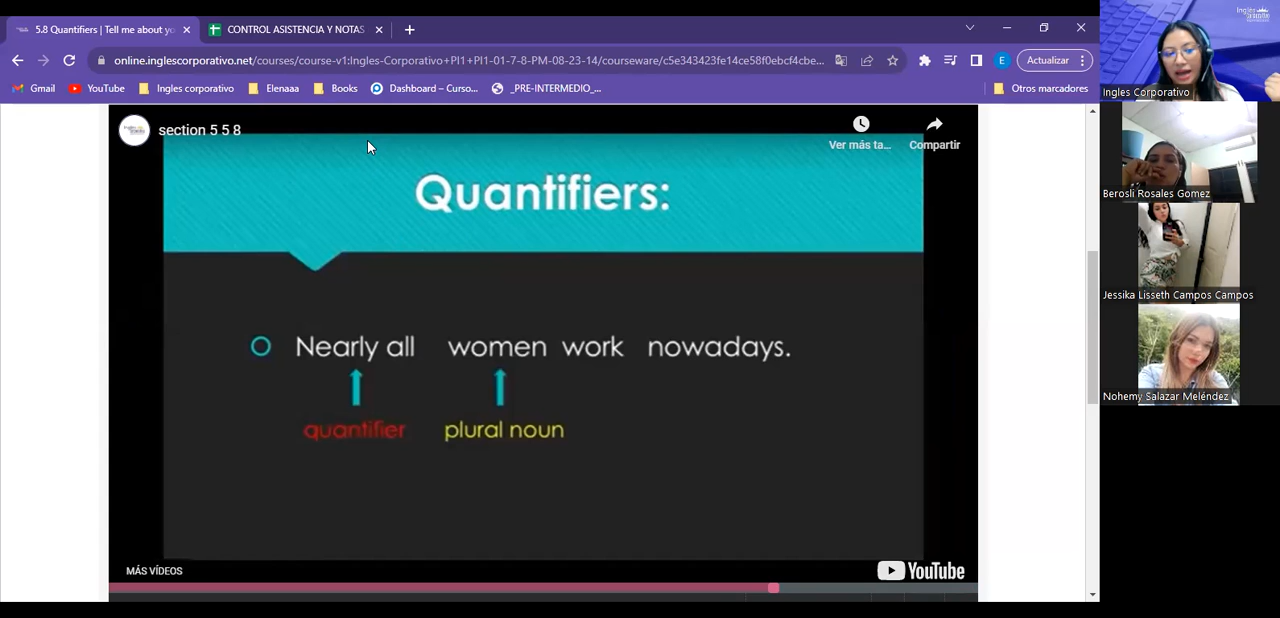 5.8 Quantifiers | Tell me about yo
CONTROL ASISTENCIA Y NOTAS
online.inglescorporativo.net/courses/course-v1:Ingles-Corporativo+PI1+PI1-01-7-8-PM-08-23-14/courseware/c5e343423fe14ce58f0ebcf4cbe...
E
Actualizar
Gmail
YouTube
Ingles corporativo
Elenaaa
Books
Dashboard – Curso...
_PRE-INTERMEDIO_...
Otros marcadores
section 5 5 8
Ver más ta...
Compartir
Quantifiers:
Nearly all women work nowadays.
quantifier
plural noun
MÁS VÍDEOS
YouTube
Ingles Corporativo
Berosli Rosales Gomez
Jessika Lisseth Campos Campos
Nohemy Salazar Meléndez